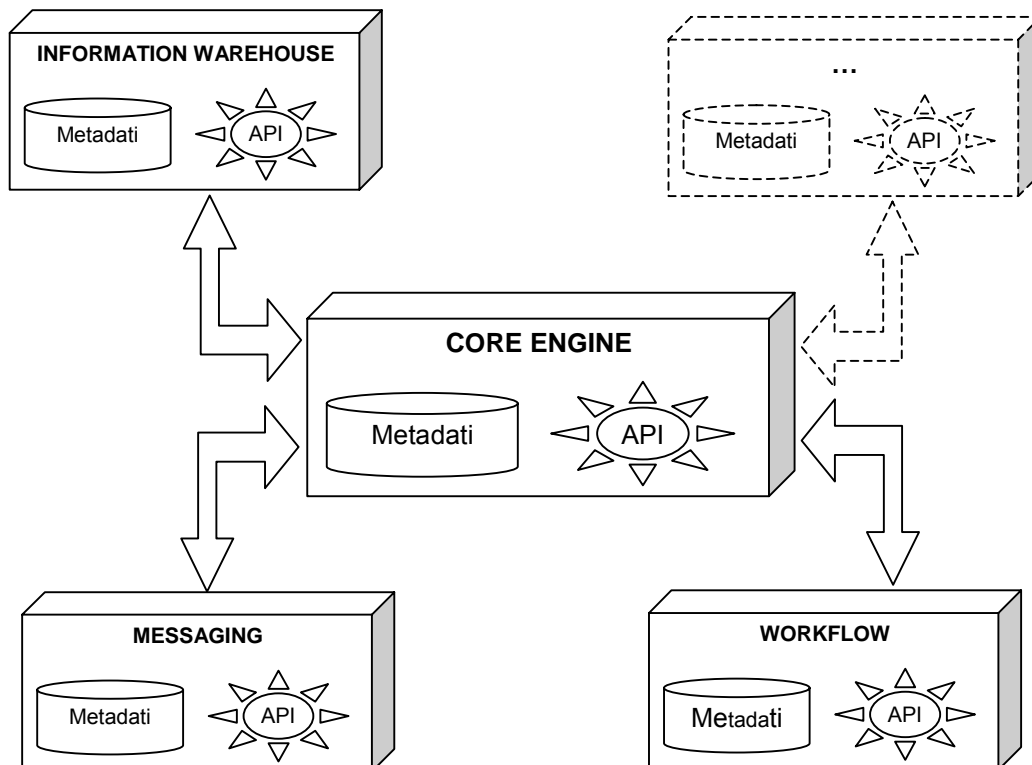 INFORMATION WAREHOUSE
Metadati
API
...
Metadati
API
CORE ENGINE
Metadati
API
MESSAGING
Metadati
API
WORKFLOW
Metadati
API